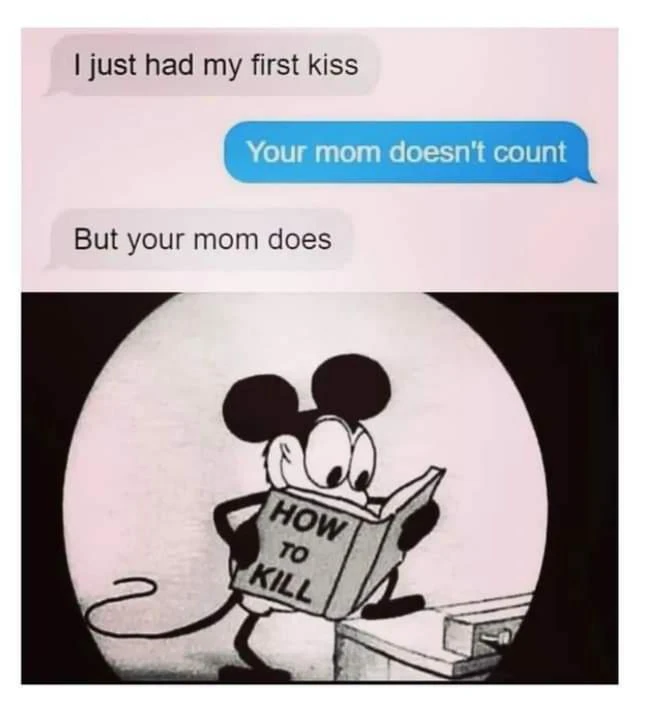 I just had my first kiss
Your mom doesn't count
But your mom does
HOW
TO
KILL